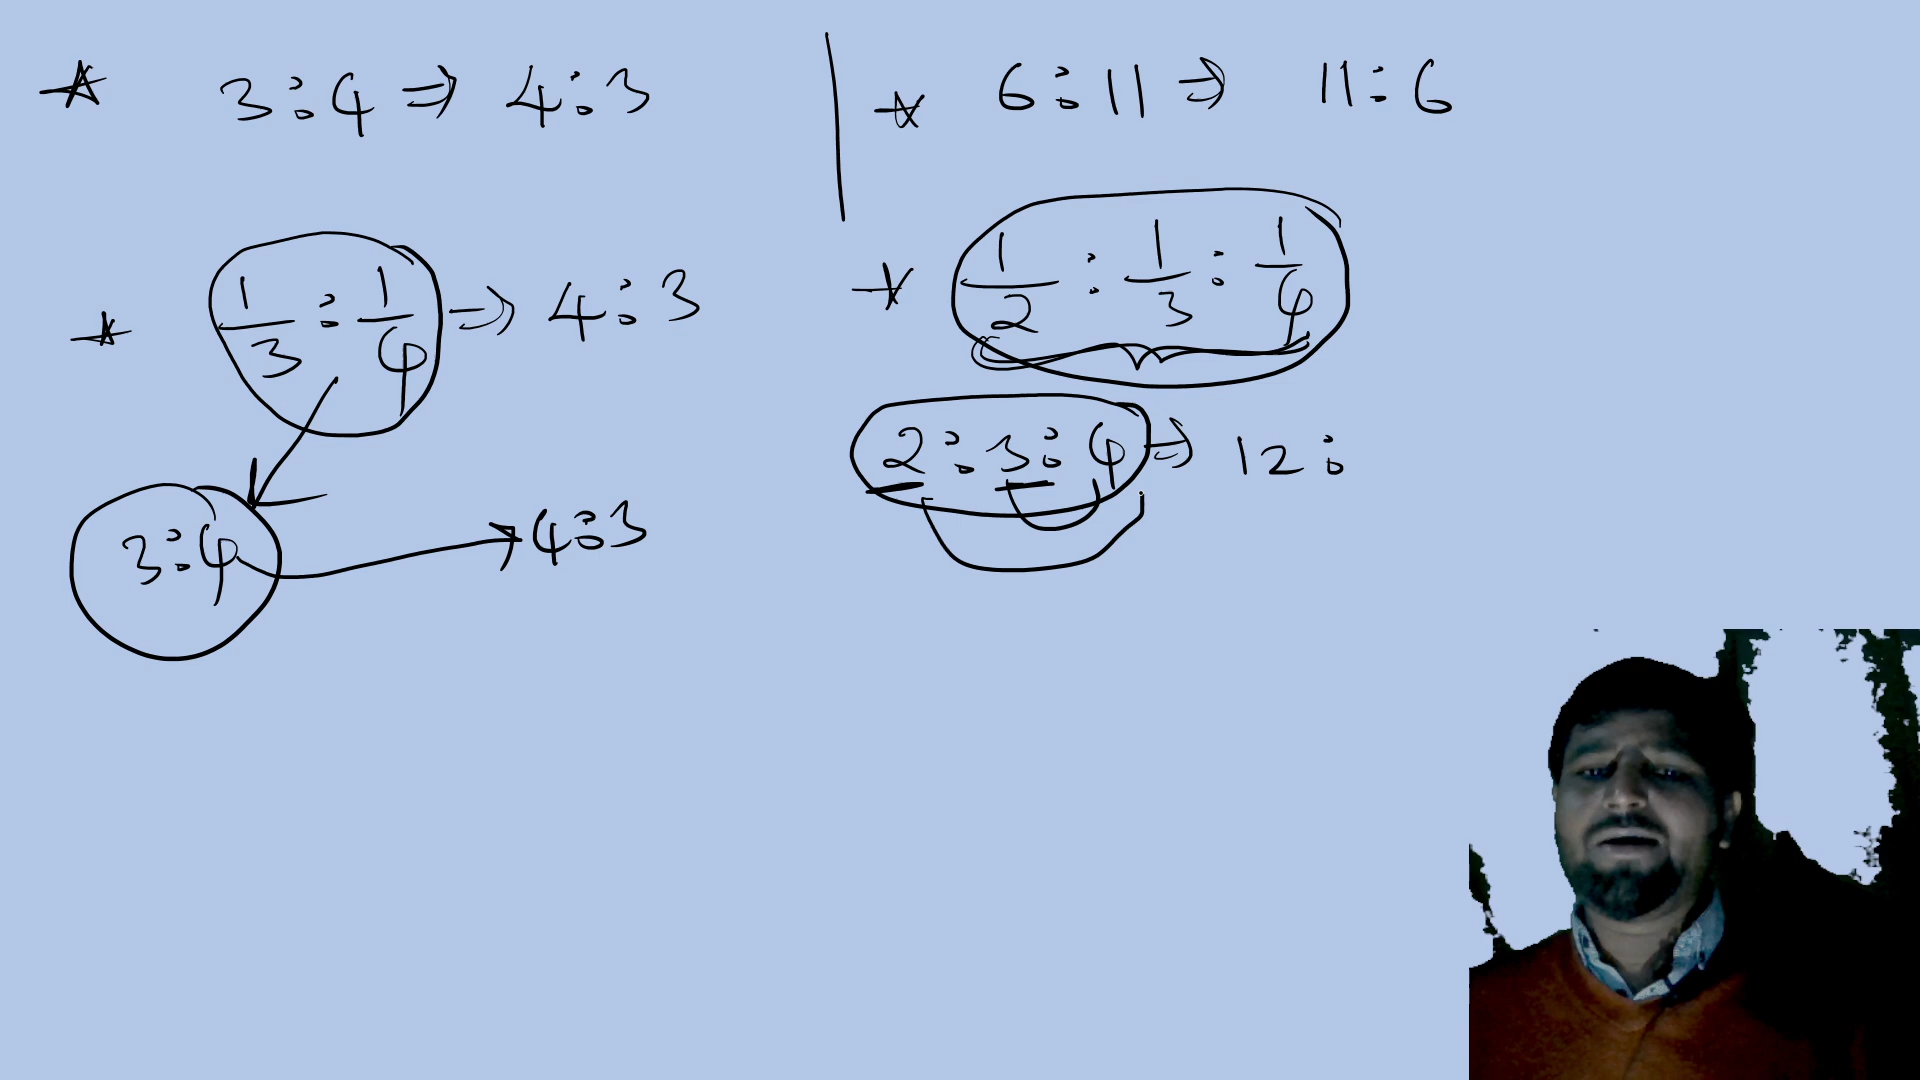 3:4 ⇒ 4:3
6:11 ⇒ 11:6
1/3 : 1/4 ⇒ 4:3
1/2 : 1/3 : 1/4
2:3:4 ⇒ 12:
3:4 → 4:3